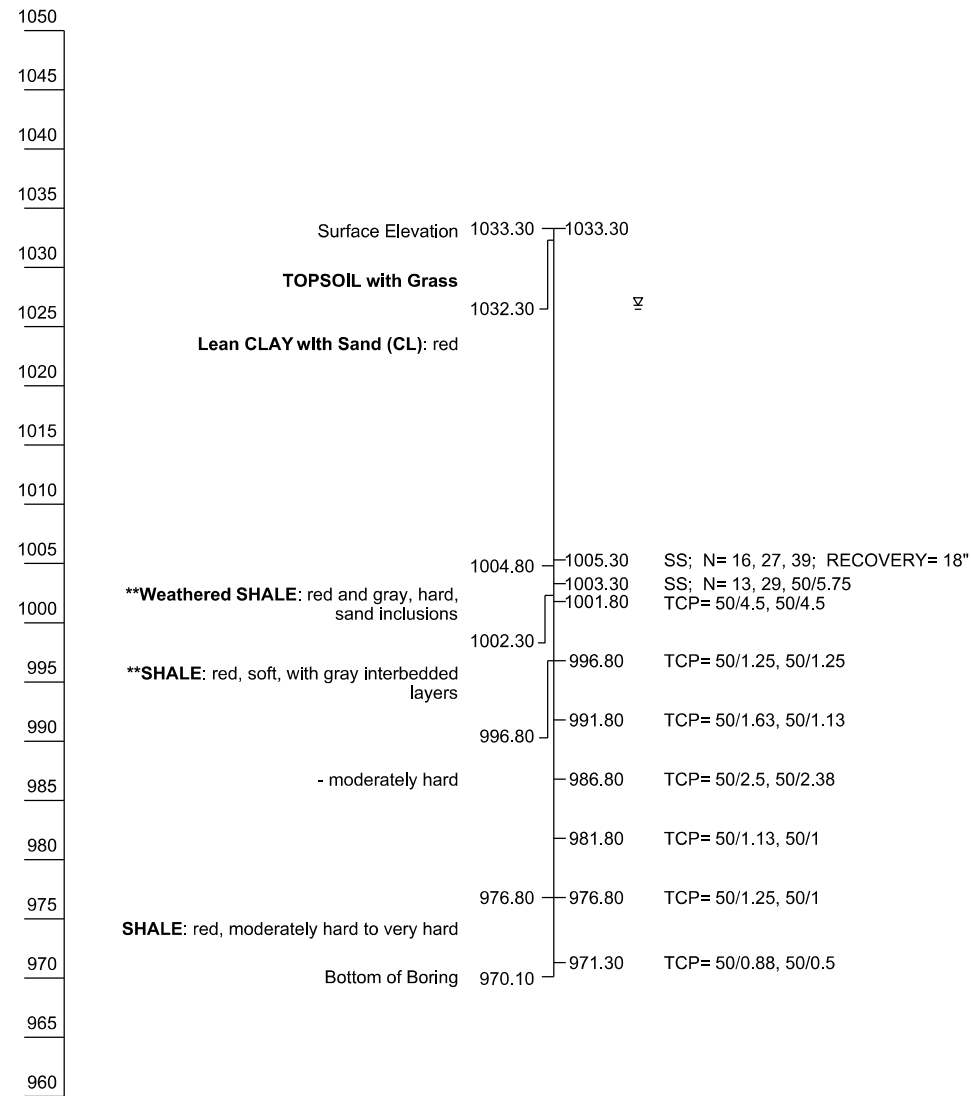 1050
1045
1040
1035
Surface Elevation 1033.30 1033.30
1030
TOPSOIL with Grass
1032.30
1025
Lean CLAY wIth Sand (CL): red
1020
1015
1010
1005
1004.80 1005.30 SS; N= 16, 27, 39; RECOVERY= 18"
1003.30 SS; N= 13, 29, 50/5.75
**Weathered SHALE: red and gray, hard, 1001.80 TCP= 50/4.5, 50/4.5
sand inclusions
1000
1002.30
996.80 TCP= 50/1.25, 50/1.25
**SHALE: red, soft, with gray interbedded
layers
995
991.80 TCP= 50/1.63, 50/1.13
990
996.80
- moderately hard 986.80 TCP= 50/2.5, 50/2.38
985
981.80 TCP= 50/1.13, 50/1
980
976.80 976.80 TCP= 50/1.25, 50/1
975
SHALE: red, moderately hard to very hard
971.30 TCP= 50/0.88, 50/0.5
970
Bottom of Boring 970.10
965
960